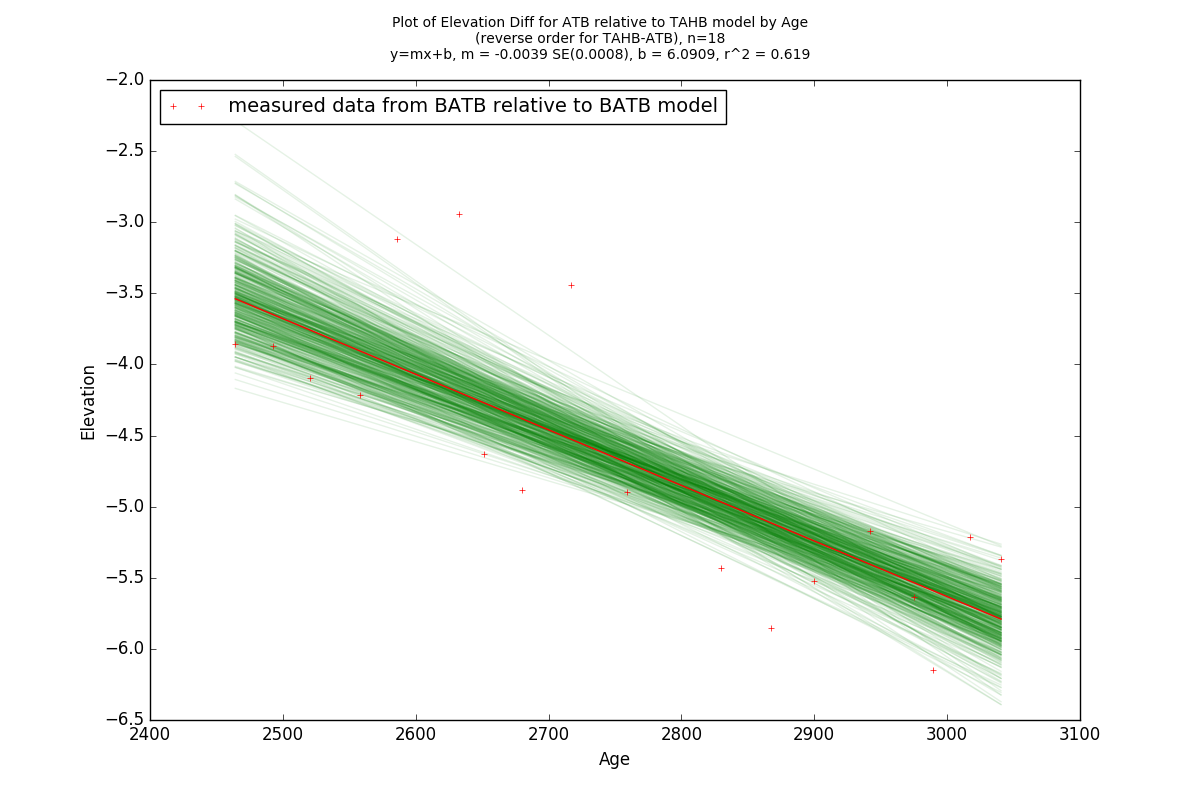 Plot of Elevation Diff for ATB relative to TAHB model by Age
(reverse order for TAHB-ATB), n=18
y=mx+b, m = -0.0039 SE(0.0008), b = 6.0909, r^2 = 0.619
measured data from BATB relative to BATB model
−2.0
−2.5
−3.0
−3.5
−4.0
−4.5
−5.0
−5.5
−6.0
−6.5
Elevation
2400 2500 2600 2700 2800 2900 3000 3100
Age